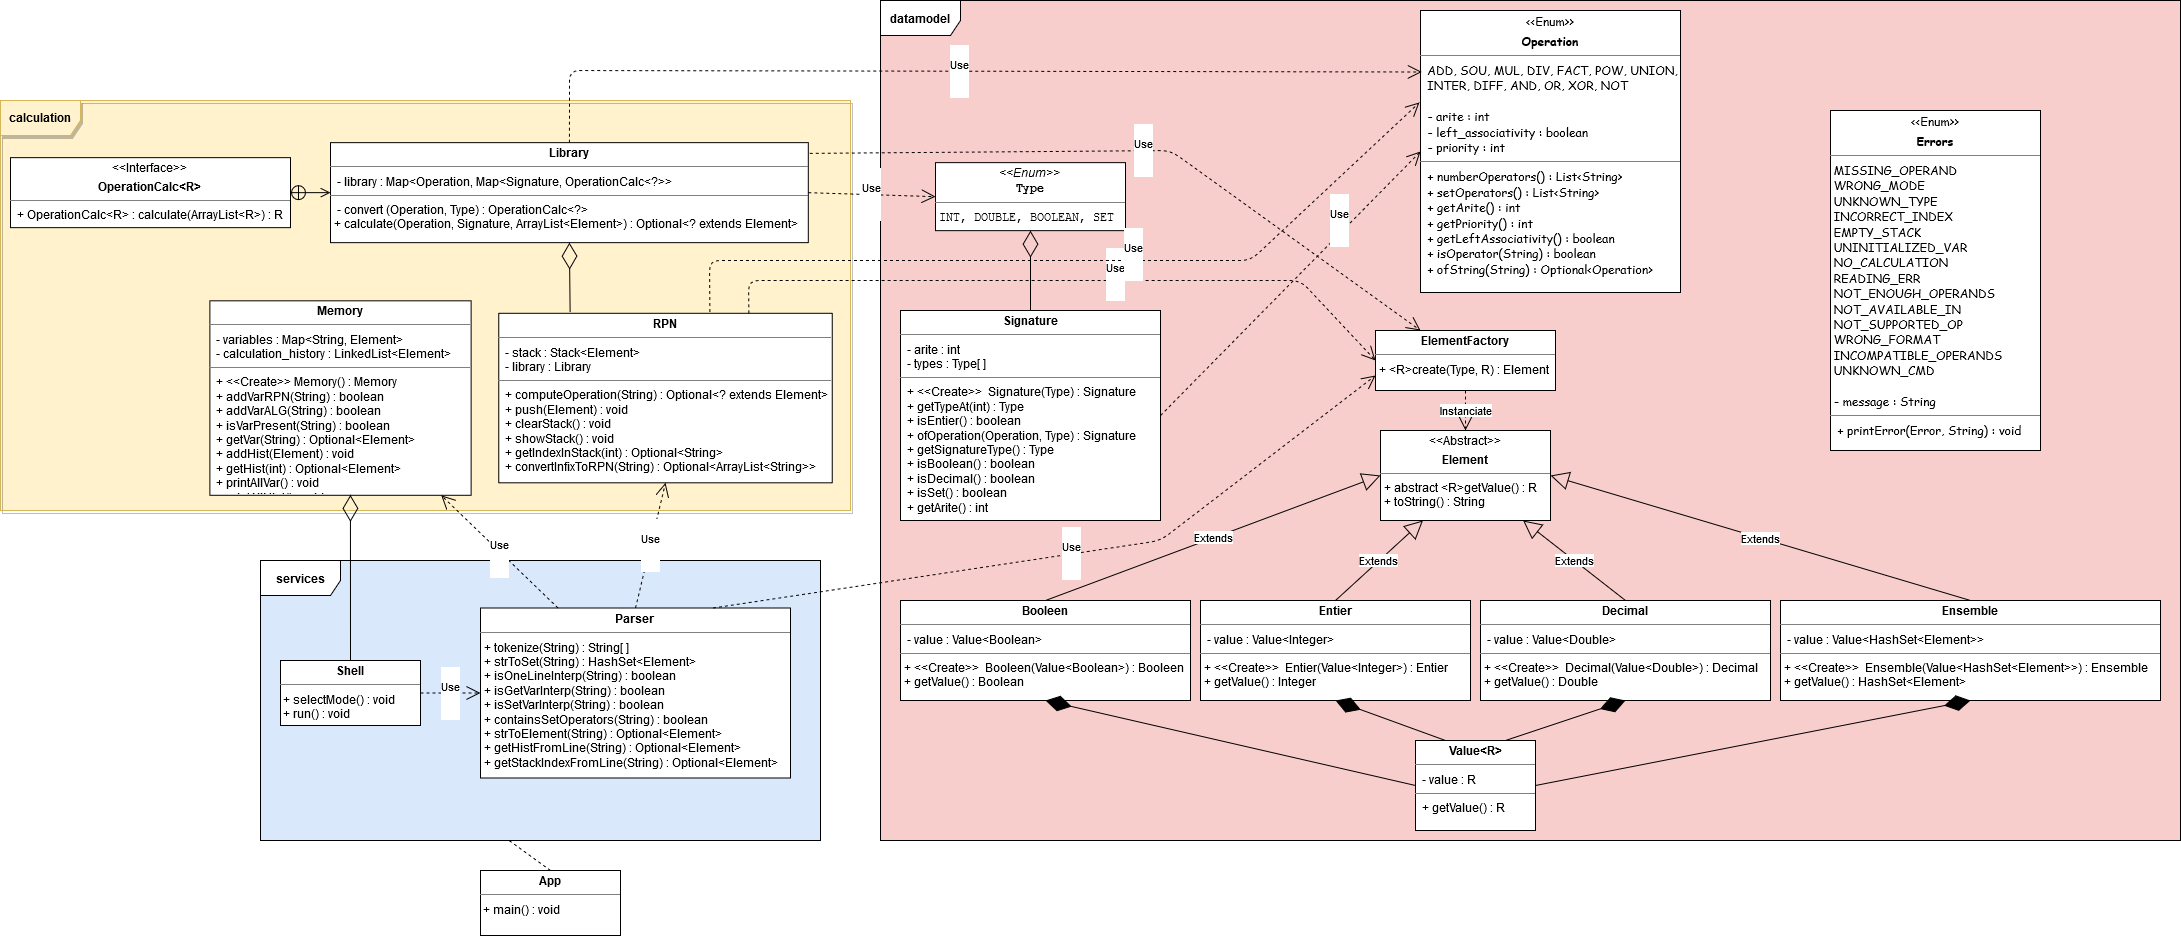 datamodel
<<Enum>>
Operation
ADD, SOU, MUL, DIV, FACT, POW, UNION,
INTER, DIFF, AND, OR, XOR, NOT
- arite : int
- left_associativity : boolean
- priority : int
+ numberOperators() : List<String>
+ setOperators() : List<String>
+ getArite() : int
+ getPriority() : int
+ getLeftAssociativity() : boolean
+ isOperator(String) : boolean
+ ofString(String) : Optional<Operation>
Use
calculation
<<Interface>>
OperationCalc<R>
+ OperationCalc<R> : calculate(ArrayList<R>) : R
Library
- library : Map<Operation, Map<Signature, OperationCalc<?>>
- convert (Operation, Type) : OperationCalc<?>
+ calculate(Operation, Signature, ArrayList<Element>) : Optional<? extends Element>
Use
Use
<<Enum>>
Type
INT, DOUBLE, BOOLEAN, SET
Use
Use
Use
<<Enum>>
Errors
MISSING_OPERAND
WRONG_MODE
UNKNOWN_TYPE
INCORRECT_INDEX
EMPTY_STACK
UNINITIALIZED_VAR
NO_CALCULATION
READING_ERR
NOT_ENOUGH_OPERANDS
NOT_AVAILABLE_IN
NOT_SUPPORTED_OP
WRONG_FORMAT
INCOMPATIBLE_OPERANDS
UNKNOWN_CMD
- message : String
+ printError(Error, String) : void
Memory
- variables : Map<String, Element>
- calculation_history : LinkedList<Element>
+ <<Create>> Memory() : Memory
+ addVarRPN(String) : boolean
+ addVarALG(String) : boolean
+ isVarPresent(String) : boolean
+ getVar(String) : Optional<Element>
+ addHist(Element) : void
+ getHist(int) : Optional<Element>
+ printAllVar() : void
RPN
- stack : Stack<Element>
- library : Library
+ computeOperation(String) : Optional<? extends Element>
+ push(Element) : void
+ clearStack() : void
+ showStack() : void
+ getIndexInStack(int) : Optional<String>
+ convertInfixToRPN(String) : Optional<ArrayList<String>>
Signature
- arite : int
- types : Type[ ]
+ <<Create>> Signature(Type) : Signature
+ getTypeAt(int) : Type
+ isEntier() : boolean
+ ofOperation(Operation, Type) : Signature
+ getSignatureType() : Type
+ isBoolean() : boolean
+ isDecimal() : boolean
+ isSet() : boolean
+ getArite() : int
ElementFactory
+ <R>create(Type, R) : Element
Instanciate
<<Abstract>>
Element
+ abstract <R>getValue() : R
+ toString() : String
Use
Use
Use
Extends
Extends
Extends
Extends
services
Shell
+ selectMode() : void
+ run() : void
Use
Parser
+ tokenize(String) : String[ ]
+ strToSet(String) : HashSet<Element>
+ isOneLineInterp(String) : boolean
+ isGetVarInterp(String) : boolean
+ isSetVarInterp(String) : boolean
+ containsSetOperators(String) : boolean
+ strToElement(String) : Optional<Element>
+ getHistFromLine(String) : Optional<Element>
+ getStackIndexFromLine(String) : Optional<Element>
Booleen
- value : Value<Boolean>
+ <<Create>> Booleen(Value<Boolean>) : Booleen
+ getValue() : Boolean
Entier
- value : Value<Integer>
+ <<Create>> Entier(Value<Integer>) : Entier
+ getValue() : Integer
Decimal
- value : Value<Double>
+ <<Create>> Decimal(Value<Double>) : Decimal
+ getValue() : Double
Ensemble
- value : Value<HashSet<Element>>
+ <<Create>> Ensemble(Value<HashSet<Element>>) : Ensemble
+ getValue() : HashSet<Element>
Value<R>
- value : R
+ getValue() : R
App
+ main() : void